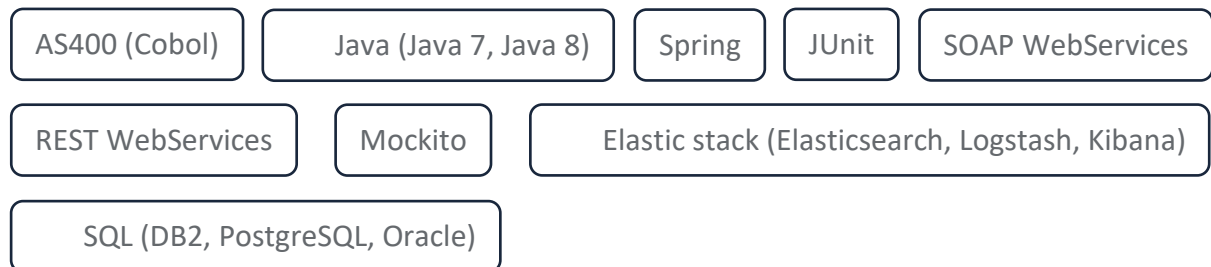 AS400 (Cobol) Java (Java 7, Java 8) Spring JUnit SOAP WebServices
REST WebServices Mockito Elastic stack (Elasticsearch, Logstash, Kibana)
SQL (DB2, PostgreSQL, Oracle)